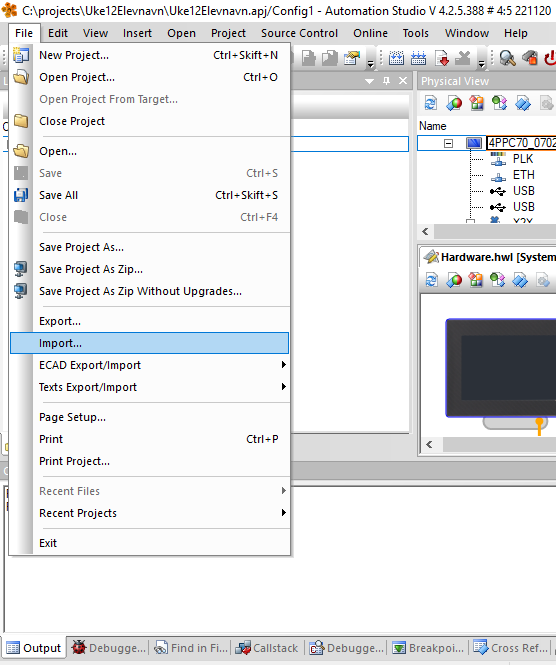 C:\projects\Uke12Elevnavn\Uke12Elevnavn.apj/Config1 - Automation Studio V 4.2.5.388 # 4:5 221120
File Edit View Insert Open Project Source Control Online Tools Window Help
New Project... Ctrl+Skift+N
Open Project... Ctrl+O
Open Project From Target...
Close Project
Open...
Save Ctrl+S
Save All Ctrl+Skift+S
Close Ctrl+F4
Save Project As...
Save Project As Zip...
Save Project As Zip Without Upgrades...
Export...
Import...
ECAD Export/Import
Texts Export/Import
Page Setup...
Print Ctrl+P
Print Project...
Recent Files
Recent Projects
Exit
Physical View
Name
4PPC70_0702
PLK
ETH
USB
USB
X2X
Hardware.hwl [System
Output Debugge... Find in Fi... Callstack Debugge... Breakpoi... Cross Ref...